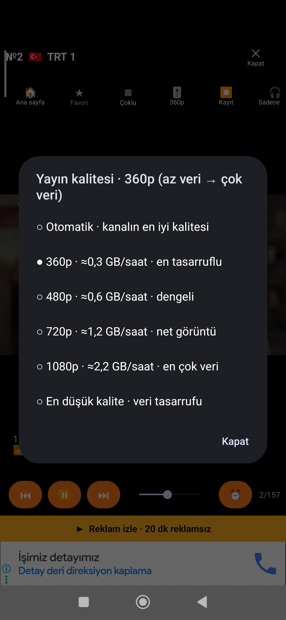 №2 🇹🇷 TRT 1
Kapat
Ana sayfa
Favori
Çoklu
360p
Kayıt
Sadece
Yayın kalitesi · 360p (az veri → çok
veri)
○ Otomatik · kanalın en iyi kalitesi
● 360p · ≈0,3 GB/saat · en tasarruflu
○ 480p · ≈0,6 GB/saat · dengeli
○ 720p · ≈1,2 GB/saat · net görüntü
○ 1080p · ≈2,2 GB/saat · en çok veri
○ En düşük kalite · veri tasarrufu
Kapat
2/157
► Reklam izle · 20 dk reklamsız
İşimiz detayımız
Detay deri direksiyon kaplama